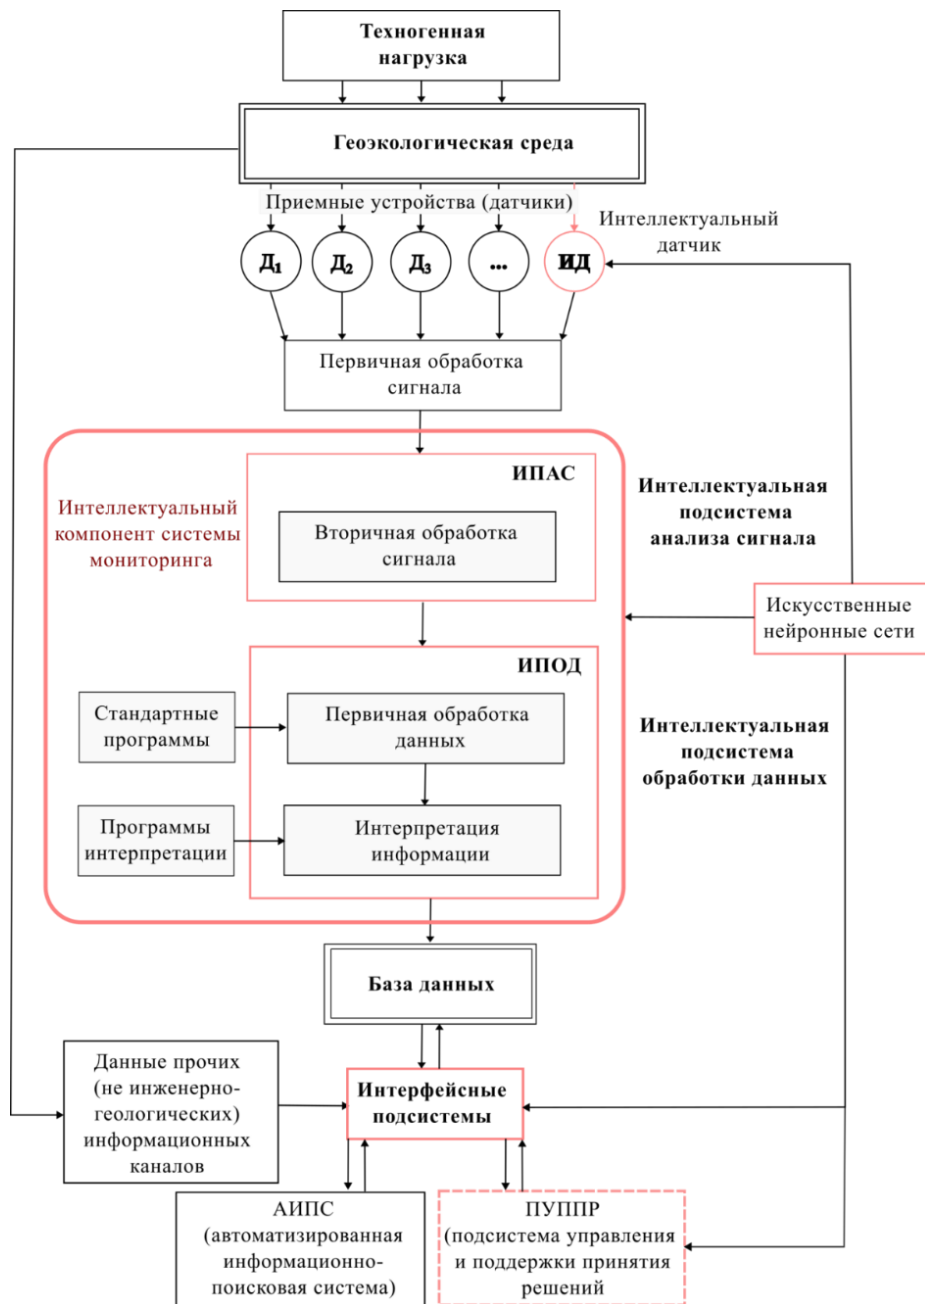 Техногенная
нагрузка
Геоэкологическая среда
Приемные устройства (датчики)
Интеллектуальный
датчик
Д₁
Д₂
Д₃
...
ИД
Первичная обработка
сигнала
Интеллектуальный
компонент системы
мониторинга
ИПАС
Вторичная обработка
сигнала
Интеллектуальная
подсистема
анализа сигнала
Искусственные
нейронные сети
ИПОД
Стандартные
программы
Первичная обработка
данных
Интеллектуальная
подсистема
обработки данных
Программы
интерпретации
Интерпретация
информации
База данных
Данные прочих
(не инженерно-
геологических)
информационных
каналов
Интерфейсные
подсистемы
АИПС
(автоматизированная
информационно-
поисковая система)
ПУППР
(подсистема управления
и поддержки принятия
решений)